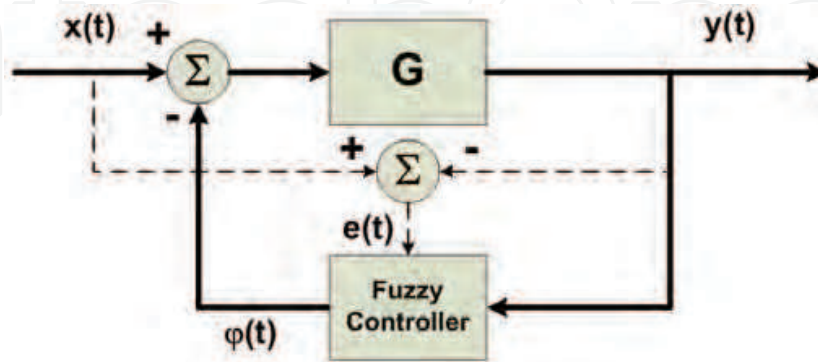 x(t)
+
Σ
-
G
y(t)
+
Σ
-
e(t)
Fuzzy
Controller
φ(t)